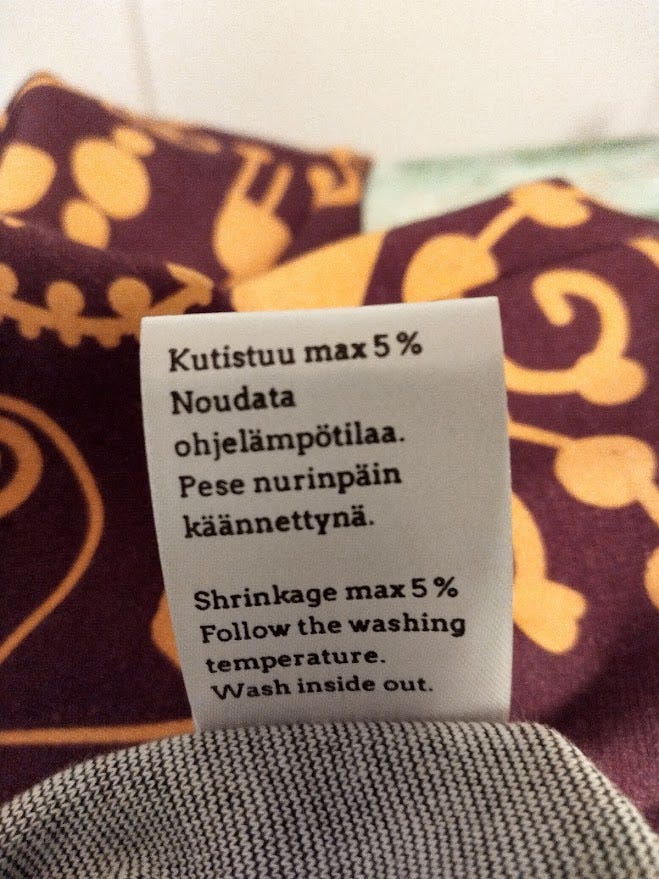 Kutistuu max 5 %
Noudata
ohjelämpötilaa.
Pese nurinpäin
käännettynä.
Shrinkage max 5 %
Follow the washing
temperature.
Wash inside out.